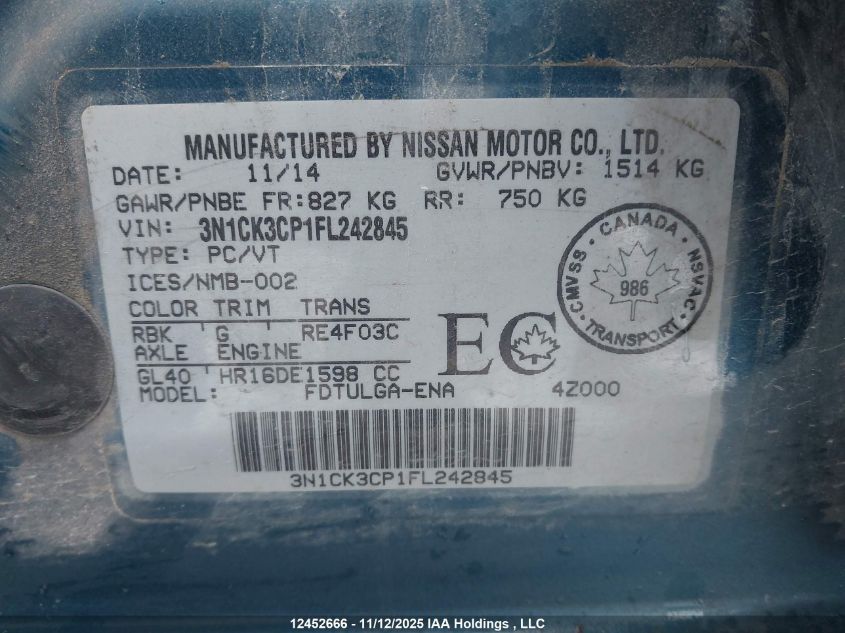 MANUFACTURED BY NISSAN MOTOR CO., LTD.
DATE: 11/14 GVWR/PNBV: 1514 KG
GAWR/PNBE FR: 827 KG RR: 750 KG
VIN: 3N1CK3CP1FL242845
TYPE: PC/VT
ICES/NMB-002
COLOR TRIM TRANS
RBK G RE4F03C
AXLE ENGINE
GL40 HR16DE 1598 CC
MODEL: FDTULGA-ENA 4Z000
EC
CANADA
CMVSS NSVAC
986
TRANSPORT
3N1CK3CP1FL242845
12452666 - 11/12/2025 IAA Holdings , LLC